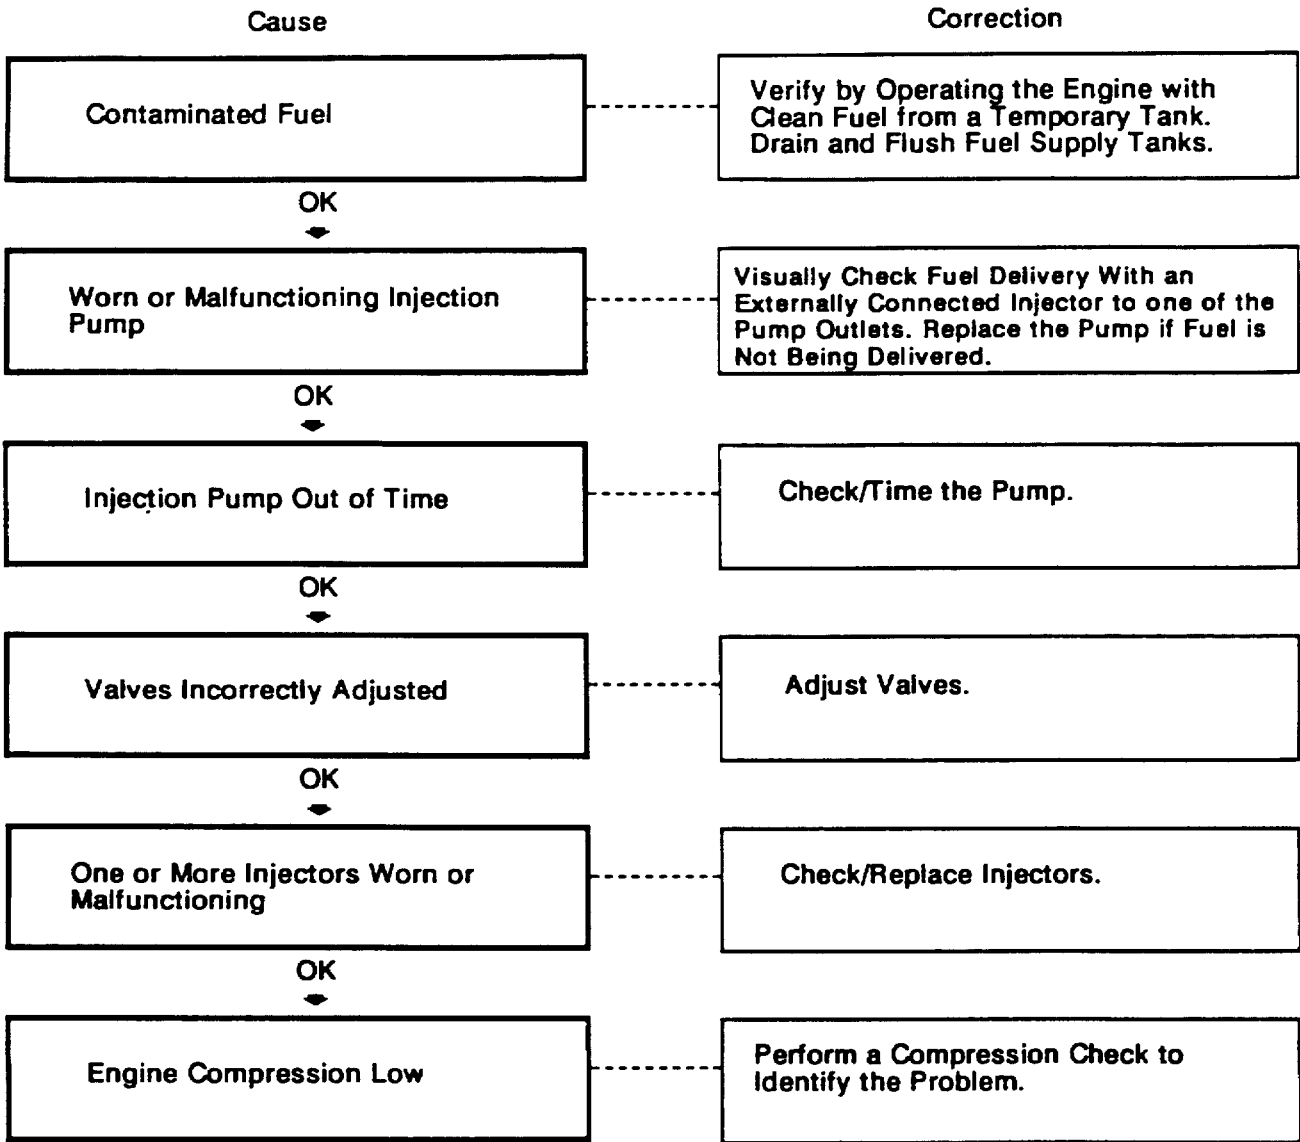 Cause
Correction
Contaminated Fuel
Verify by Operating the Engine with
Clean Fuel from a Temporary Tank.
Drain and Flush Fuel Supply Tanks.
OK
Worn or Malfunctioning Injection
Pump
Visually Check Fuel Delivery With an
Externally Connected Injector to one of the
Pump Outlets. Replace the Pump if Fuel is
Not Being Delivered.
OK
Injection Pump Out of Time
Check/Time the Pump.
OK
Valves Incorrectly Adjusted
Adjust Valves.
OK
One or More Injectors Worn or
Malfunctioning
Check/Replace Injectors.
OK
Engine Compression Low
Perform a Compression Check to
Identify the Problem.